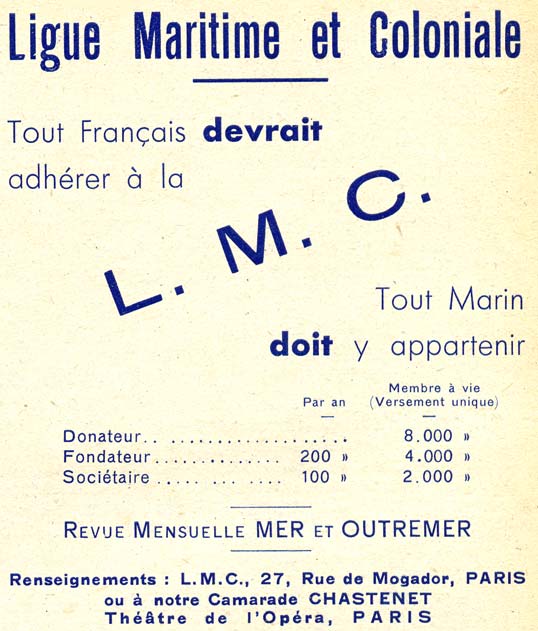 Ligue Maritime et Coloniale
Tout Français devrait
adhérer à la
L. M. C.
Tout Marin
doit y appartenir
Par an Membre à vie
(Versement unique)
Donateur.. .................. 8.000 »
Fondateur.............. 200 » 4.000 »
Sociétaire ..... ... .... 100 » 2.000 »
REVUE MENSUELLE MER ET OUTREMER
Renseignements : L.M.C., 27, Rue de Mogador, PARIS
ou à notre Camarade CHASTENET
Théâtre de l'Opéra, PARIS